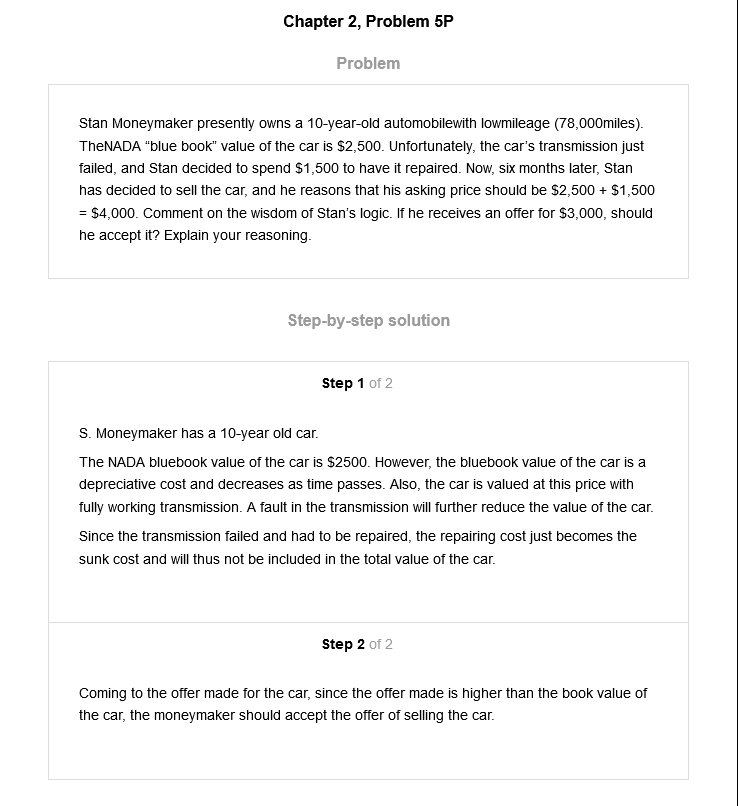 Chapter 2, Problem 5P
Problem
Stan Moneymaker presently owns a 10-year-old automobilewith lowmileage (78,000miles).
TheNADA “blue book” value of the car is $2,500. Unfortunately, the car’s transmission just
failed, and Stan decided to spend $1,500 to have it repaired. Now, six months later, Stan
has decided to sell the car, and he reasons that his asking price should be $2,500 + $1,500
= $4,000. Comment on the wisdom of Stan’s logic. If he receives an offer for $3,000, should
he accept it? Explain your reasoning.
Step-by-step solution
Step 1 of 2
S. Moneymaker has a 10-year old car.
The NADA bluebook value of the car is $2500. However, the bluebook value of the car is a
depreciative cost and decreases as time passes. Also, the car is valued at this price with
fully working transmission. A fault in the transmission will further reduce the value of the car.
Since the transmission failed and had to be repaired, the repairing cost just becomes the
sunk cost and will thus not be included in the total value of the car.
Step 2 of 2
Coming to the offer made for the car, since the offer made is higher than the book value of
the car, the moneymaker should accept the offer of selling the car.